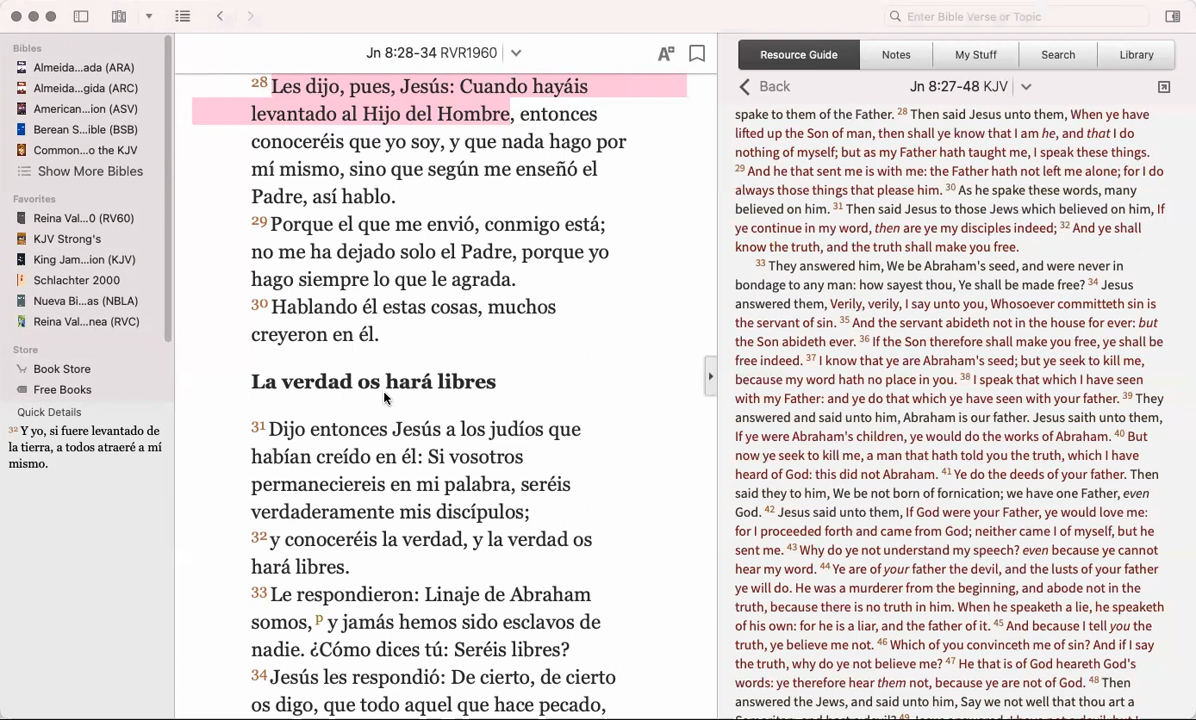 Enter Bible Verse or Topic
Bibles
Almeida...ada (ARA)
Almeida...gida (ARC)
American...ion (ASV)
Berean S...ible (BSB)
Common...o the KJV
Show More Bibles
Favorites
Reina Val...0 (RV60)
KJV Strong's
King Jam...ion (KJV)
Schlachter 2000
Nueva Bi...as (NBLA)
Reina Val...nea (RVC)
Store
Book Store
Free Books
Quick Details
32 Y yo, si fuere levantado de
la tierra, a todos atraeré a mí
mismo.
Jn 8:28-34 RVR1960
28 Les dijo, pues, Jesús: Cuando hayáis
levantado al Hijo del Hombre, entonces
conoceréis que yo soy, y que nada hago por
mí mismo, sino que según me enseñó el
Padre, así hablo.
29 Porque el que me envió, conmigo está;
no me ha dejado solo el Padre, porque yo
hago siempre lo que le agrada.
30 Hablando él estas cosas, muchos
creyeron en él.
La verdad os hará libres
31 Dijo entonces Jesús a los judíos que
habían creído en él: Si vosotros
permaneciereis en mi palabra, seréis
verdaderamente mis discípulos;
32 y conoceréis la verdad, y la verdad os
hará libres.
33 Le respondieron: Linaje de Abraham
somos, p y jamás hemos sido esclavos de
nadie. ¿Cómo dices tú: Seréis libres?
34 Jesús les respondió: De cierto, de cierto
os digo, que todo aquel que hace pecado,
Resource Guide
Notes
My Stuff
Search
Library
Back
Jn 8:27-48 KJV
spake to them of the Father. 28 Then said Jesus unto them, When ye have
lifted up the Son of man, then shall ye know that I am he, and that I do
nothing of myself; but as my Father hath taught me, I speak these things.
29 And he that sent me is with me: the Father hath not left me alone; for I do
always those things that please him. 30 As he spake these words, many
believed on him. 31 Then said Jesus to those Jews which believed on him, If
ye continue in my word, then are ye my disciples indeed; 32 And ye shall
know the truth, and the truth shall make you free.
33 They answered him, We be Abraham's seed, and were never in
bondage to any man: how sayest thou, Ye shall be made free? 34 Jesus
answered them, Verily, verily, I say unto you, Whosoever committeth sin is
the servant of sin. 35 And the servant abideth not in the house for ever: but
the Son abideth ever. 36 If the Son therefore shall make you free, ye shall be
free indeed. 37 I know that ye are Abraham's seed; but ye seek to kill me,
because my word hath no place in you. 38 I speak that which I have seen
with my Father: and ye do that which ye have seen with your father. 39 They
answered and said unto him, Abraham is our father. Jesus saith unto them,
If ye were Abraham's children, ye would do the works of Abraham. 40 But
now ye seek to kill me, a man that hath told you the truth, which I have
heard of God: this did not Abraham. 41 Ye do the deeds of your father. Then
said they to him, We be not born of fornication; we have one Father, even
God. 42 Jesus said unto them, If God were your Father, ye would love me:
for I proceeded forth and came from God; neither came I of myself, but he
sent me. 43 Why do ye not understand my speech? even because ye cannot
hear my word. 44 Ye are of your father the devil, and the lusts of your father
ye will do. He was a murderer from the beginning, and abode not in the
truth, because there is no truth in him. When he speaketh a lie, he speaketh
of his own: for he is a liar, and the father of it. 45 And because I tell you the
truth, ye believe me not. 46 Which of you convinceth me of sin? And if I say
the truth, why do ye not believe me? 47 He that is of God heareth God's
words: ye therefore hear them not, because ye are not of God. 48 Then
answered the Jews, and said unto him, Say we not well that thou art a